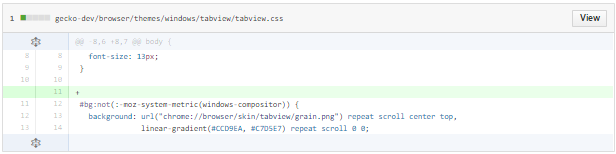 1 gecko-dev/browser/themes/windows/tabview/tabview.css View
@@ -8,6 +8,7 @@ body {
8 8 font-size: 13px;
9 9 }
10 10
11 +
11 12 #bg:not(:-moz-system-metric(windows-compositor)) {
12 13 background: url("chrome://browser/skin/tabview/grain.png") repeat scroll center top,
13 14 linear-gradient(#CCD9EA, #C7D5E7) repeat scroll 0 0;